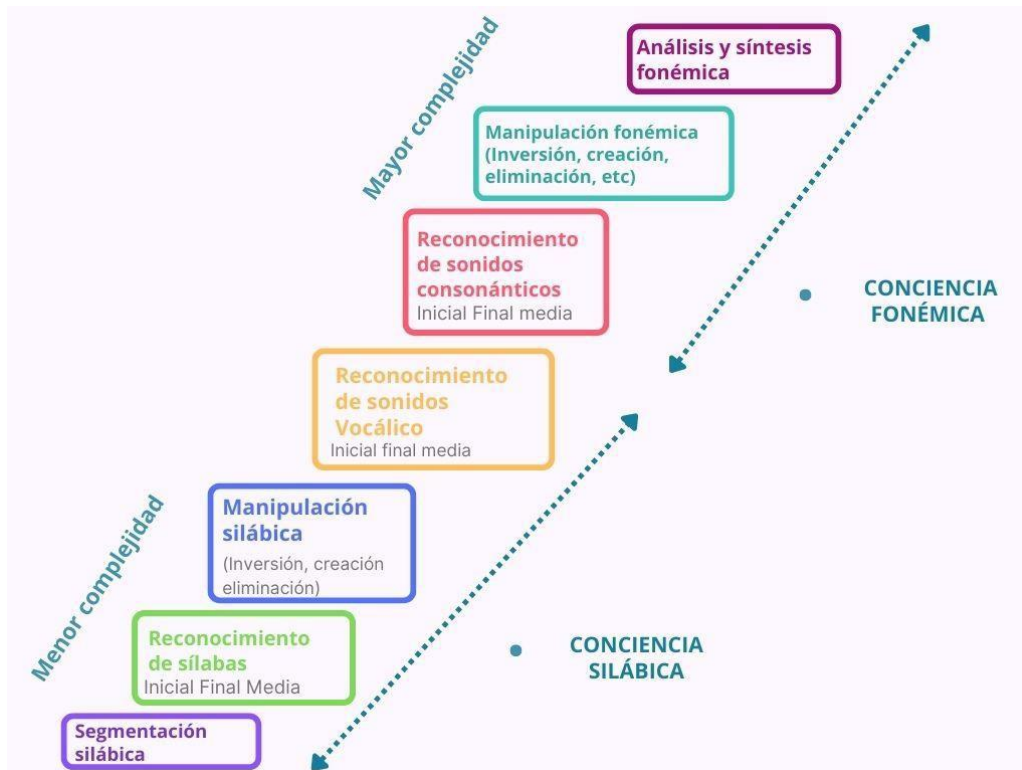 Análisis y síntesis
fonémica
Mayor complejidad
Manipulación fonémica
(Inversión, creación,
eliminación, etc)
Reconocimiento
de sonidos
consonánticos
Inicial Final media
CONCIENCIA
FONÉMICA
Reconocimiento
de sonidos
Vocálico
Inicial final media
Manipulación
silábica
(Inversión, creación
eliminación)
Menor complejidad
Reconocimiento
de sílabas
Inicial Final Media
CONCIENCIA
SILÁBICA
Segmentación
silábica